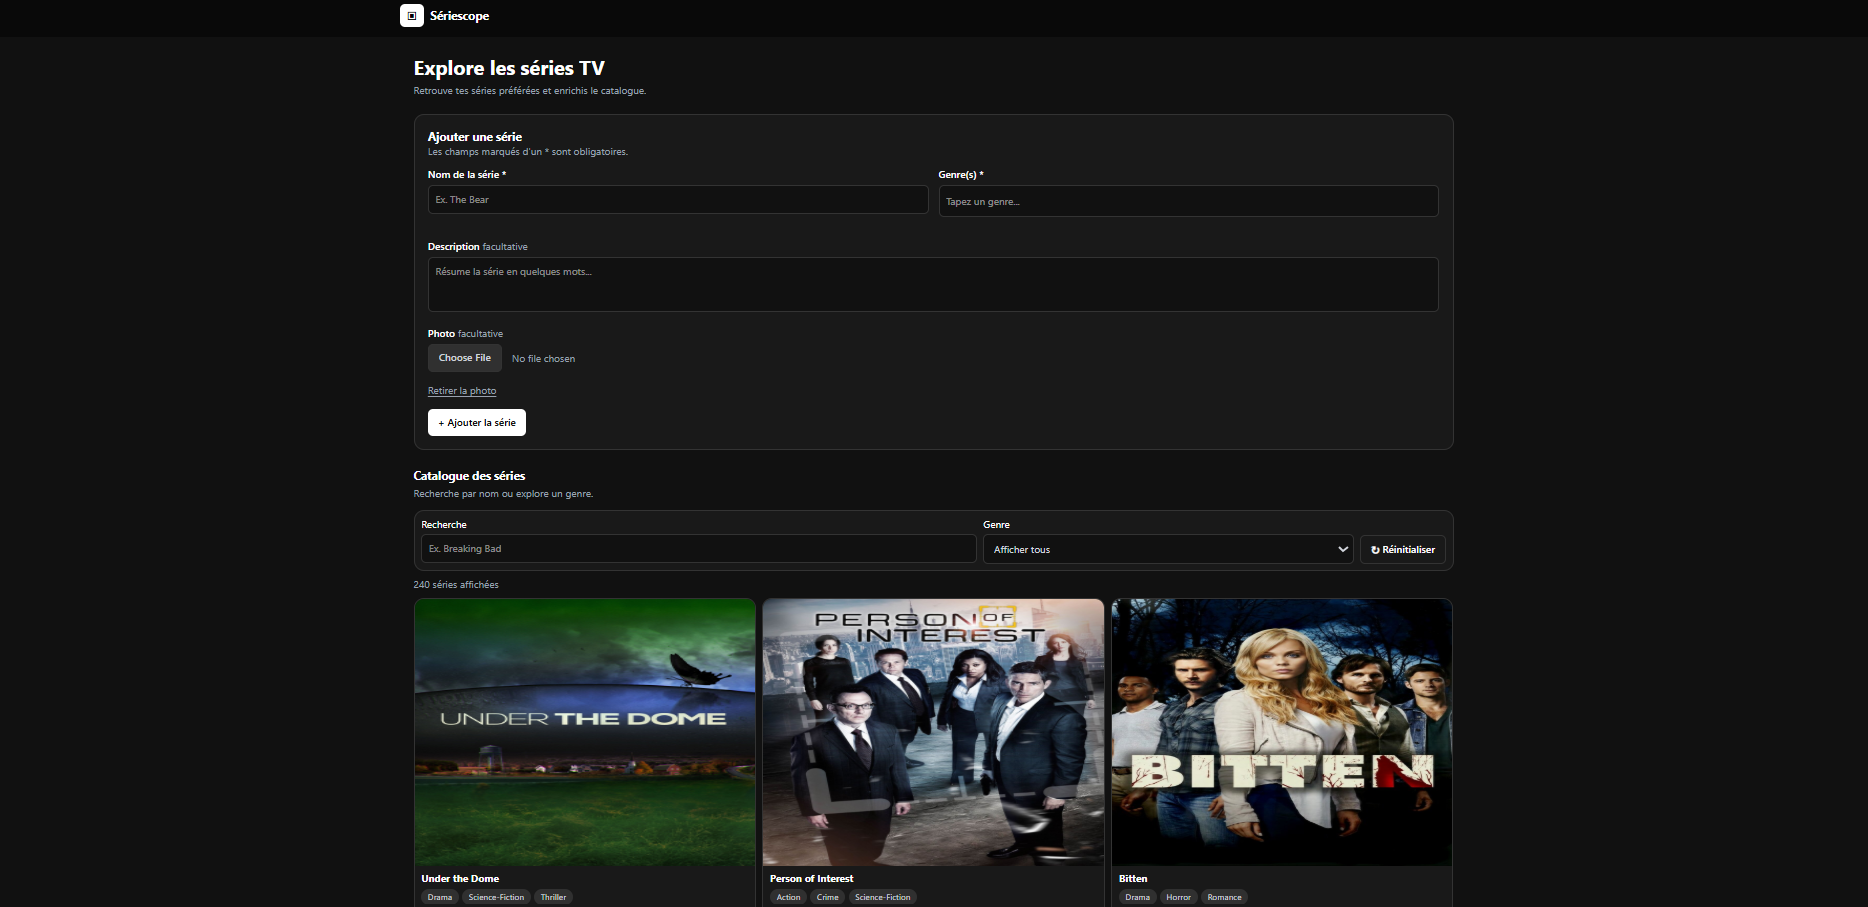 Sériescope
Explore les séries TV
Retrouve tes séries préférées et enrichis le catalogue.
Ajouter une série
Les champs marqués d'un * sont obligatoires.
Nom de la série *
Genre(s) *
Ex. The Bear
Tapez un genre...
Description facultative
Résume la série en quelques mots...
Photo facultative
Choose File No file chosen
Retirer la photo
+ Ajouter la série
Catalogue des séries
Recherche par nom ou explore un genre.
Recherche
Genre
Ex. Breaking Bad
Afficher tous
↻ Réinitialiser
240 séries affichées
UNDER THE DOME
PERSON OF
INTEREST
BITTEN
Under the Dome
Drama Science-Fiction Thriller
Person of Interest
Action Crime Science-Fiction
Bitten
Drama Horror Romance